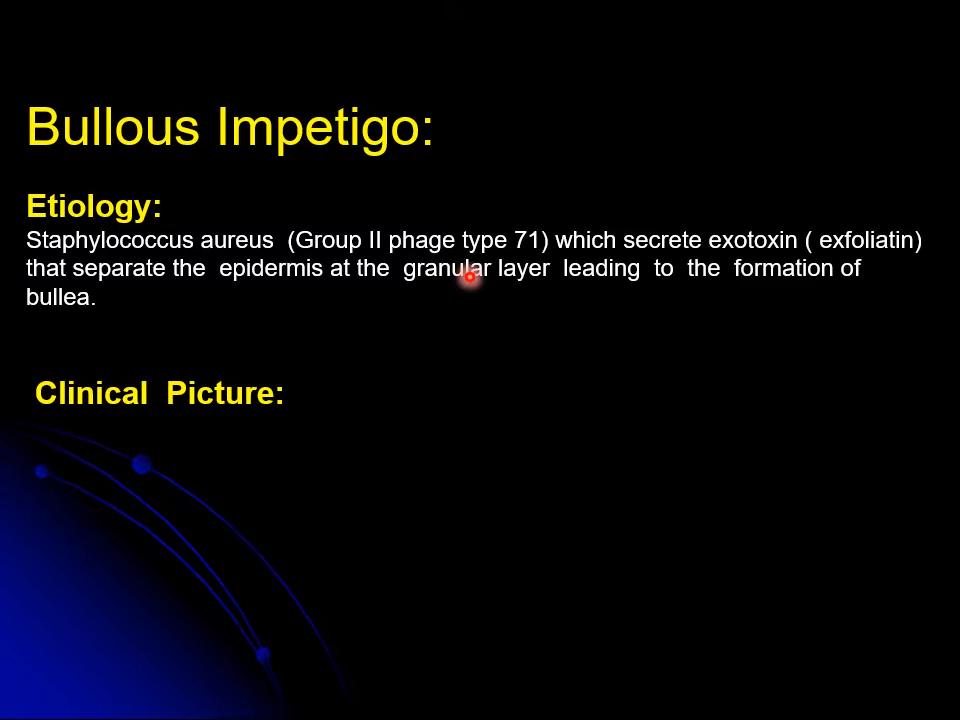 Bullous Impetigo:
Etiology:
Staphylococcus aureus  (Group II phage type 71) which secrete exotoxin ( exfoliatin)
that separate the  epidermis at the  granular layer  leading  to  the  formation of
bullea.
Clinical  Picture: